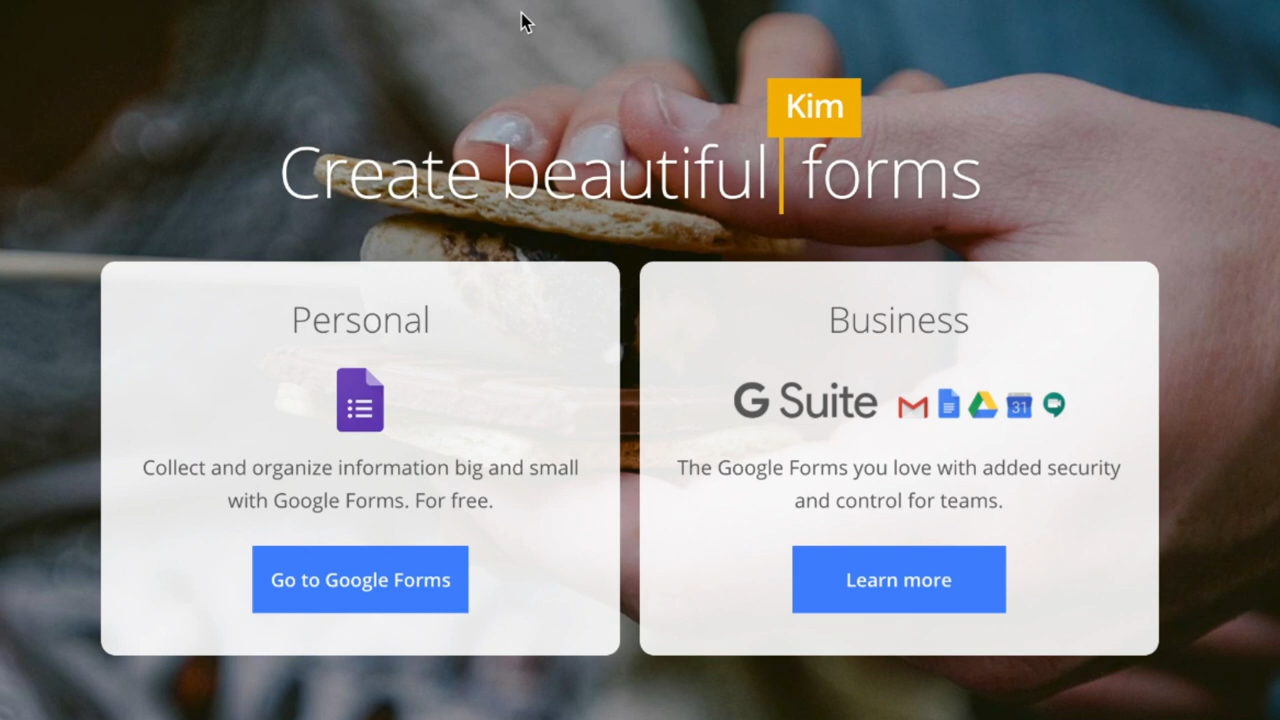 Kim
Create beautiful forms
Personal
Collect and organize information big and small
with Google Forms. For free.
Go to Google Forms
Business
G Suite
31
The Google Forms you love with added security
and control for teams.
Learn more